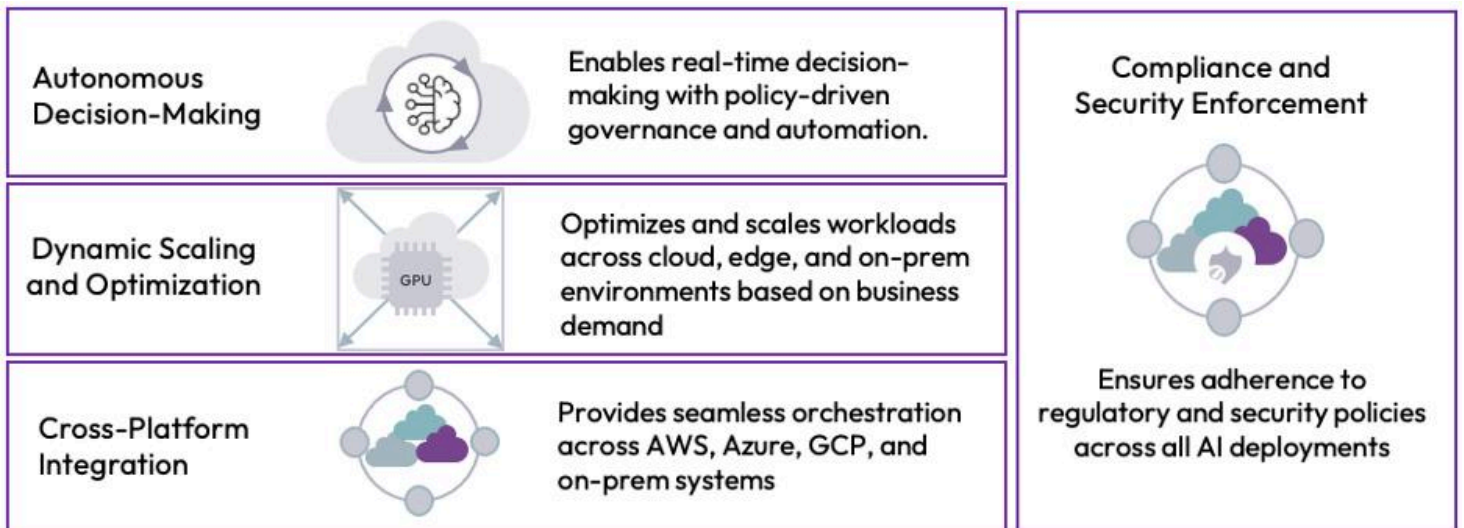 Autonomous
Decision-Making
Enables real-time decision-
making with policy-driven
governance and automation.
Dynamic Scaling
and Optimization
GPU
Optimizes and scales workloads
across cloud, edge, and on-prem
environments based on business
demand
Cross-Platform
Integration
Provides seamless orchestration
across AWS, Azure, GCP, and
on-prem systems
Compliance and
Security Enforcement
Ensures adherence to
regulatory and security policies
across all AI deployments